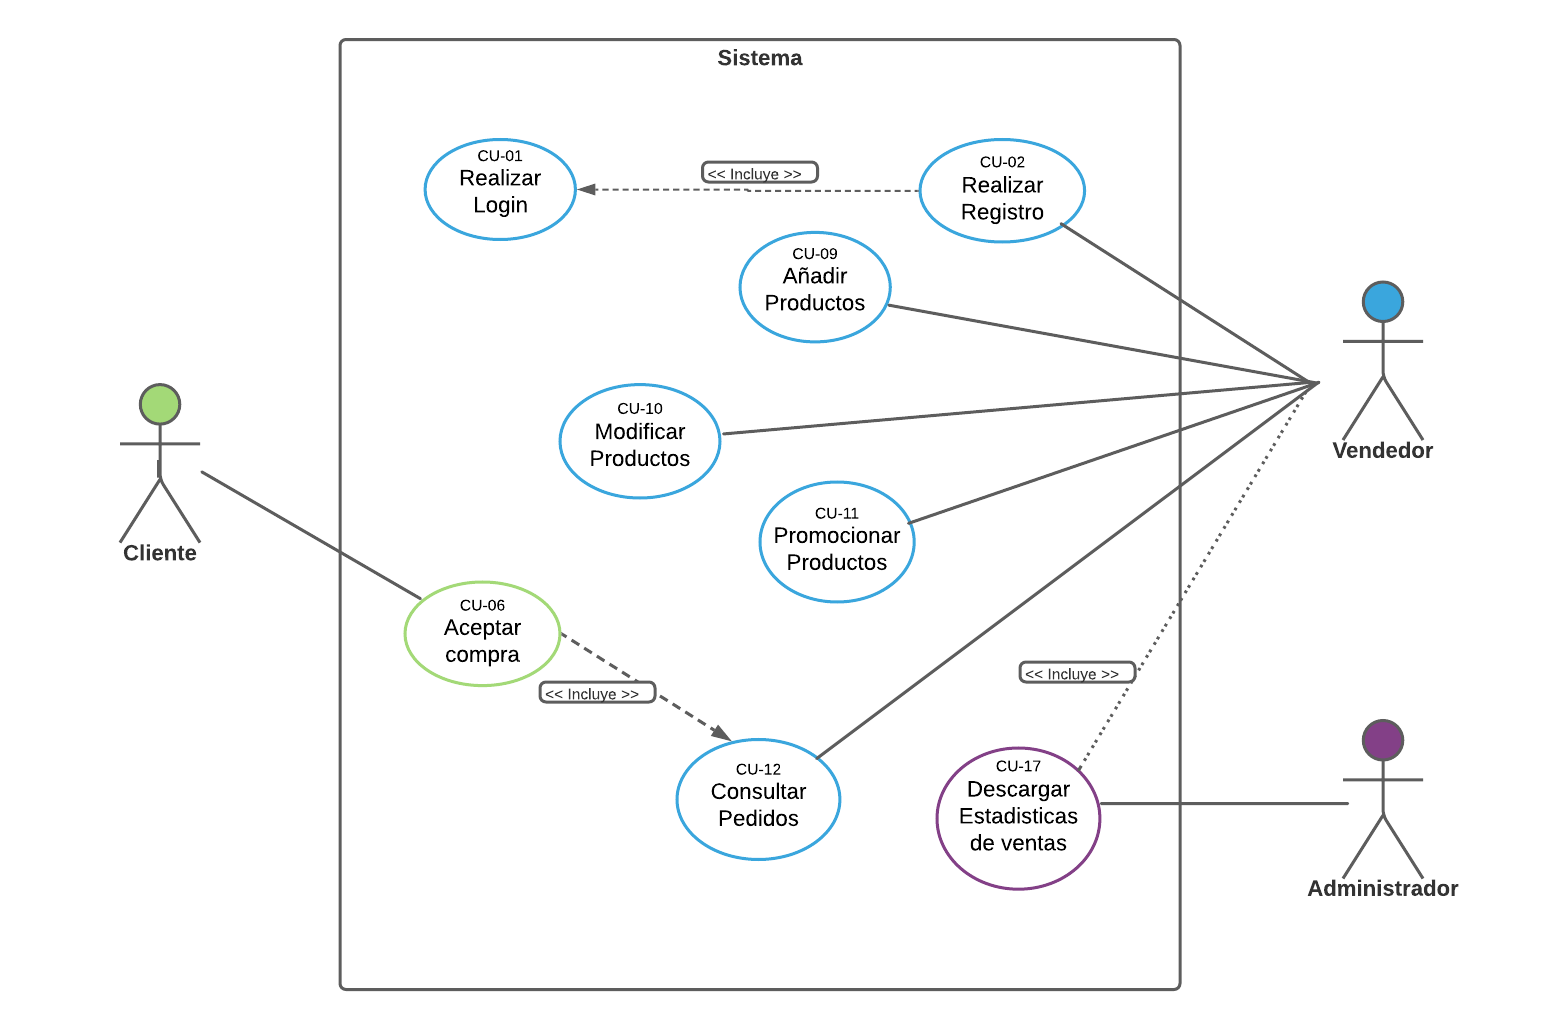 Sistema
CU-01
Realizar
Login
<< Incluye >>
CU-02
Realizar
Registro
CU-09
Añadir
Productos
CU-10
Modificar
Productos
CU-11
Promocionar
Productos
Vendedor
Cliente
CU-06
Aceptar
compra
<< Incluye >>
<< Incluye >>
CU-12
Consultar
Pedidos
CU-17
Descargar
Estadisticas
de ventas
Administrador